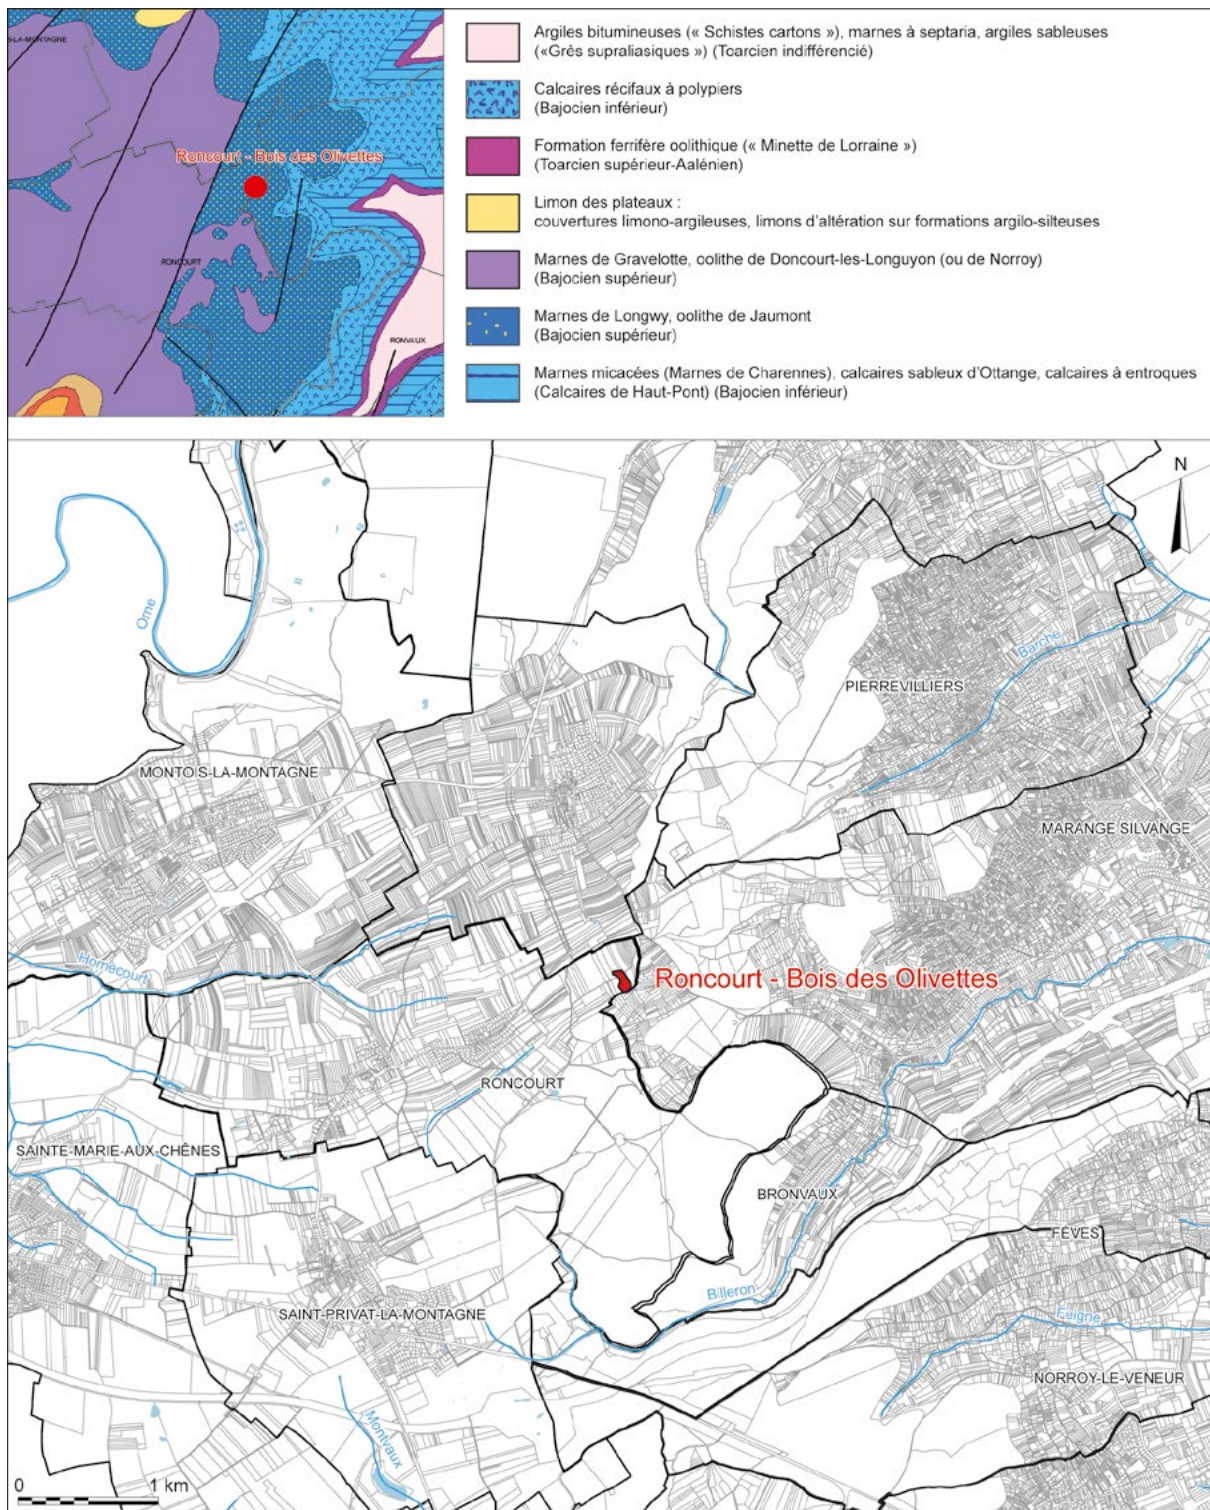 S-LA-MONTAGNE
Roncourt - Bois des Olivettes
RONCOURT
RONVAUX
Argiles bitumineuses (« Schistes cartons »), marnes à septaria, argiles sableuses
(«Grès supraliasiques ») (Toarcien indifférencié)
Calcaires récifaux à polypiers
(Bajocien inférieur)
Formation ferrifère oolithique (« Minette de Lorraine »)
(Toarcien supérieur-Aalénien)
Limon des plateaux :
couvertures limono-argileuses, limons d'altération sur formations argilo-silteuses
Marnes de Gravelotte, oolithe de Doncourt-les-Longuyon (ou de Norroy)
(Bajocien supérieur)
Marnes de Longwy, oolithe de Jaumont
(Bajocien supérieur)
Marnes micacées (Marnes de Charennes), calcaires sableux d'Ottange, calcaires à entroques
(Calcaires de Haut-Pont) (Bajocien inférieur)
N
Orne
Barche
PIERREVILLIERS
MONTOIS-LA-MONTAGNE
MARANGE SILVANGE
Homecourt
Roncourt - Bois des Olivettes
RONCOURT
SAINTE-MARIE-AUX-CHÊNES
BRONVAUX
FÈVES
Billeron
SAINT-PRIVAT-LA-MONTAGNE
Feigne
NORROY-LE-VENEUR
Montvaux
0 1 km